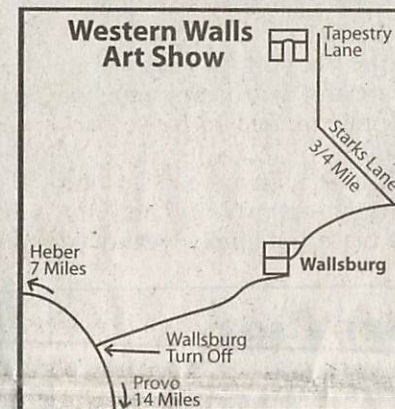 Western Walls
Art Show
Tapestry
Lane
Starks Lane
3/4 Mile
Heber
7 Miles
Wallsburg
Wallsburg
Turn Off
Provo
14 Miles